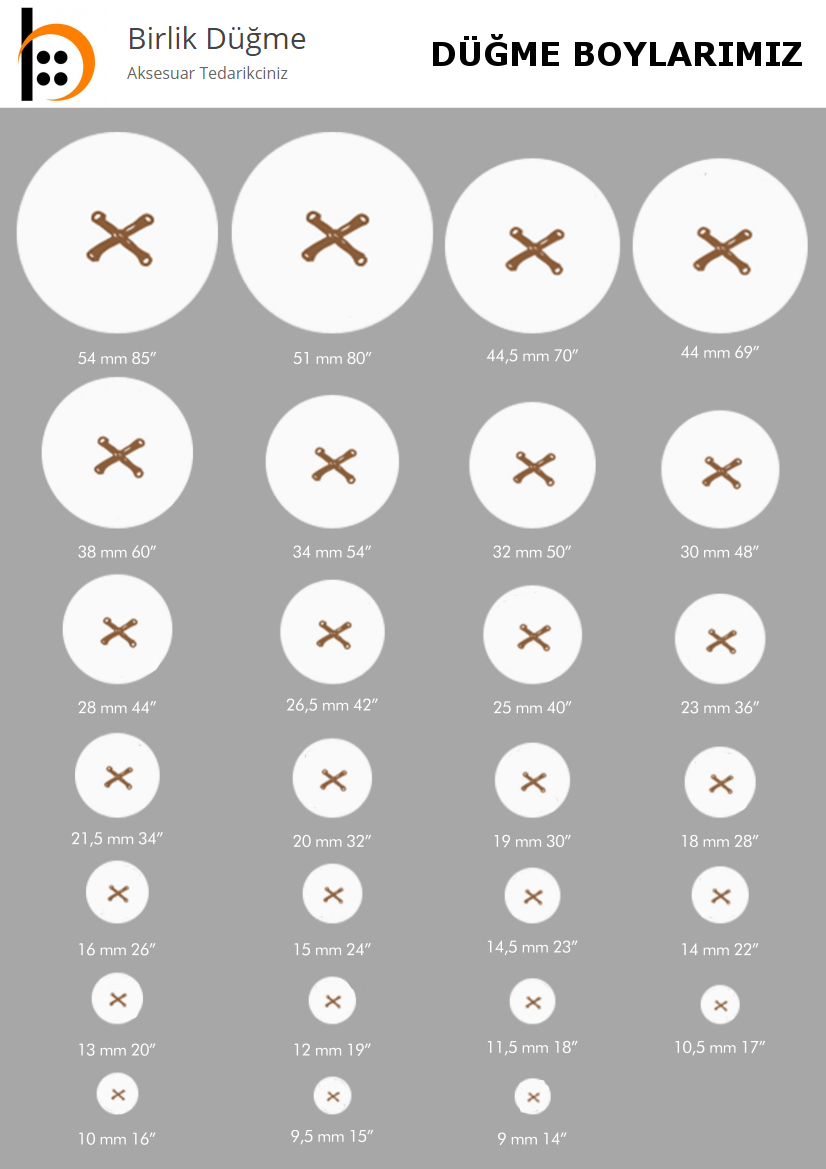 Birlik Düğme
Aksesuar Tedarikciniz
DÜĞME BOYLARIMIZ
54 mm 85”
51 mm 80”
44,5 mm 70”
44 mm 69”
38 mm 60”
34 mm 54”
32 mm 50”
30 mm 48”
28 mm 44”
26,5 mm 42”
25 mm 40”
23 mm 36”
21,5 mm 34”
20 mm 32”
19 mm 30”
18 mm 28”
16 mm 26”
15 mm 24”
14,5 mm 23”
14 mm 22”
13 mm 20”
12 mm 19”
11,5 mm 18”
10,5 mm 17”
10 mm 16”
9,5 mm 15”
9 mm 14”